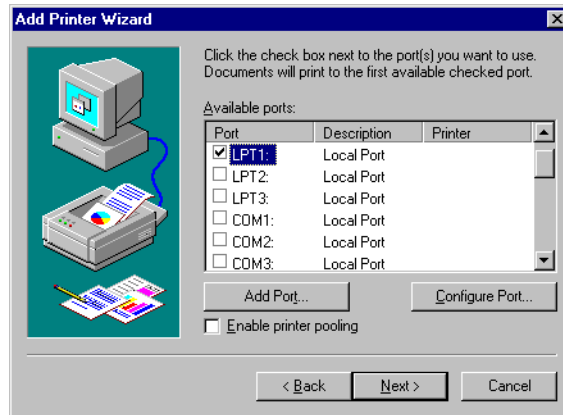 Add Printer Wizard
Click the check box next to the port(s) you want to use.
Documents will print to the first available checked port.
Available ports:
Port Description Printer
LPT1: Local Port
LPT2: Local Port
LPT3: Local Port
COM1: Local Port
COM2: Local Port
COM3: Local Port
Add Port... Configure Port...
Enable printer pooling
< Back Next > Cancel